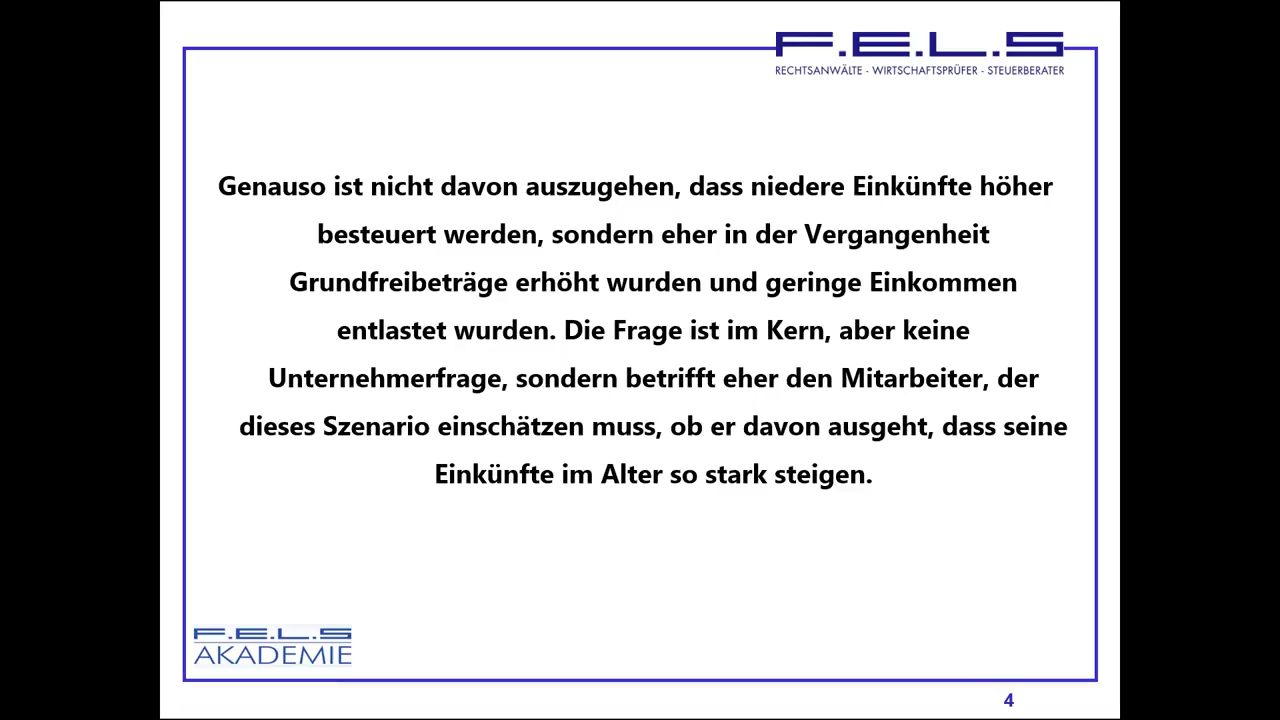 F.E.L.S
RECHTSANWÄLTE - WIRTSCHAFTSPRÜFER - STEUERBERATER
Genauso ist nicht davon auszugehen, dass niedere Einkünfte höher
besteuert werden, sondern eher in der Vergangenheit
Grundfreibeträge erhöht wurden und geringe Einkommen
entlastet wurden. Die Frage ist im Kern, aber keine
Unternehmerfrage, sondern betrifft eher den Mitarbeiter, der
dieses Szenario einschätzen muss, ob er davon ausgeht, dass seine
Einkünfte im Alter so stark steigen.
F.E.L.S
AKADEMIE
4